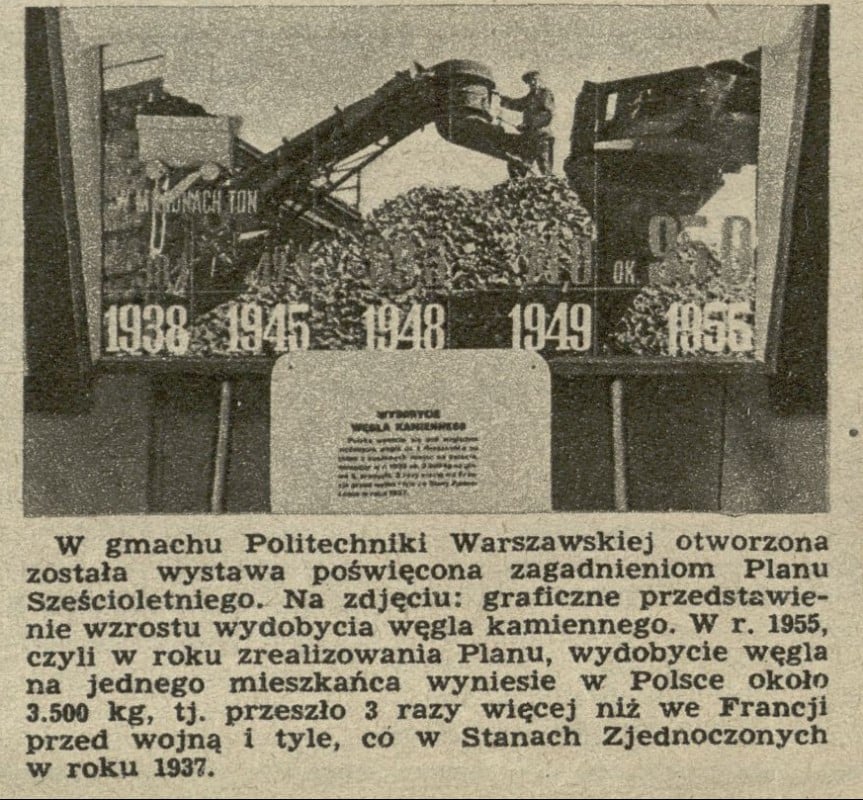 W MILIONACH TON
OK. 95.0
1938 1945 1948 1949 1955
WYDOBYCIE
WĘGLA KAMIENNEGO
W gmachu Politechniki Warszawskiej otworzona
została wystawa poświęcona zagadnieniom Planu
Sześcioletniego. Na zdjęciu: graficzne przedstawie-
nie wzrostu wydobycia węgla kamiennego. W r. 1955,
czyli w roku zrealizowania Planu, wydobycie węgla
na jednego mieszkańca wyniesie w Polsce około
3.500 kg, tj. przeszło 3 razy więcej niż we Francji
przed wojną i tyle, co w Stanach Zjednoczonych
w roku 1937.